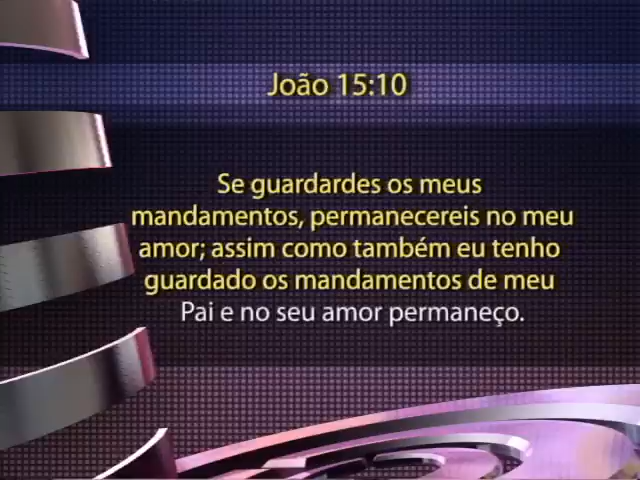 João 15:10
Se guardardes os meus
mandamentos, permanecereis no meu
amor; assim como também eu tenho
guardado os mandamentos de meu
Pai e no seu amor permaneço.